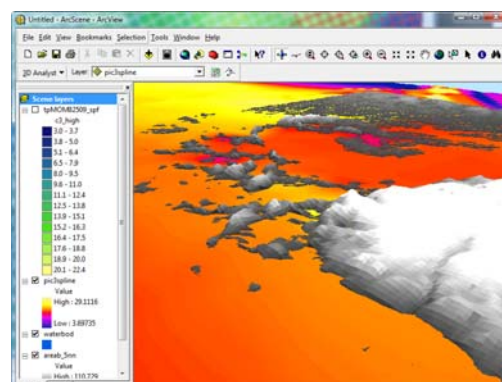 Untitled - ArcScene - ArcView
File Edit View Bookmarks Selection Tools Window Help
3D Analyst Layer: pic3spline
Scene layers
tpMOMB2509_spf
c3_high
3.0 - 3.7
3.8 - 5.0
5.1 - 6.4
6.5 - 7.9
8.0 - 9.5
9.6 - 11.0
11.1 - 12.4
12.5 - 13.8
13.9 - 15.1
15.2 - 16.3
16.4 - 17.5
17.6 - 18.8
18.9 - 20.0
20.1 - 22.4
pic3spline
Value
High : 29.1116
Low : 3.69735
waterbod
areab_5nn
Value
High : 110.779